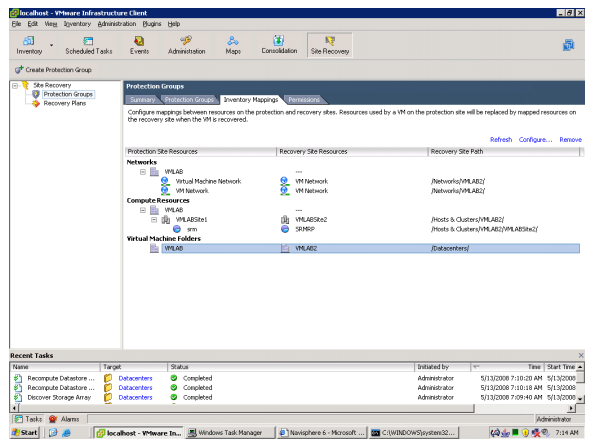 localhost - VMware Infrastructure Client
File Edit View Inventory Administration Plugins Help
Inventory Scheduled Tasks Events Administration Maps Consolidation Site Recovery
Create Protection Group
Site Recovery
Protection Groups
Recovery Plans
Protection Groups
Summary Protection Groups Inventory Mappings Permissions
Configure mappings between resources on the protection and recovery sites. Resources used by a VM on the protection site will be replaced by mapped resources on
the recovery site when the VM is recovered.
Refresh Configure... Remove
Protection Site Resources Recovery Site Resources Recovery Site Path
Networks
VMLAB ---
Virtual Machine Network VM Network /Networks/VMLAB2/
VM Network VM Network /Networks/VMLAB2/
Compute Resources
VMLAB ---
VMLABSite1 VMLABSite2 /Hosts & Clusters/VMLAB2/
srm SRMRP /Hosts & Clusters/VMLAB2/VMLABSite2/
Virtual Machine Folders
VMLAB VMLAB2 /Datacenters/
Recent Tasks
Name Target Status Initiated by Time Start Time
Recompute Datastore ... Datacenters Completed Administrator 5/13/2008 7:10:20 AM 5/13/2008
Recompute Datastore ... Datacenters Completed Administrator 5/13/2008 7:10:18 AM 5/13/2008
Discover Storage Array Datacenters Completed Administrator 5/13/2008 7:09:40 AM 5/13/2008
Tasks Alarms Administrator
Start localhost - VMware In... Windows Task Manager Navisphere 6 - Microsoft ... C:\WINDOWS\system32... 7:14 AM